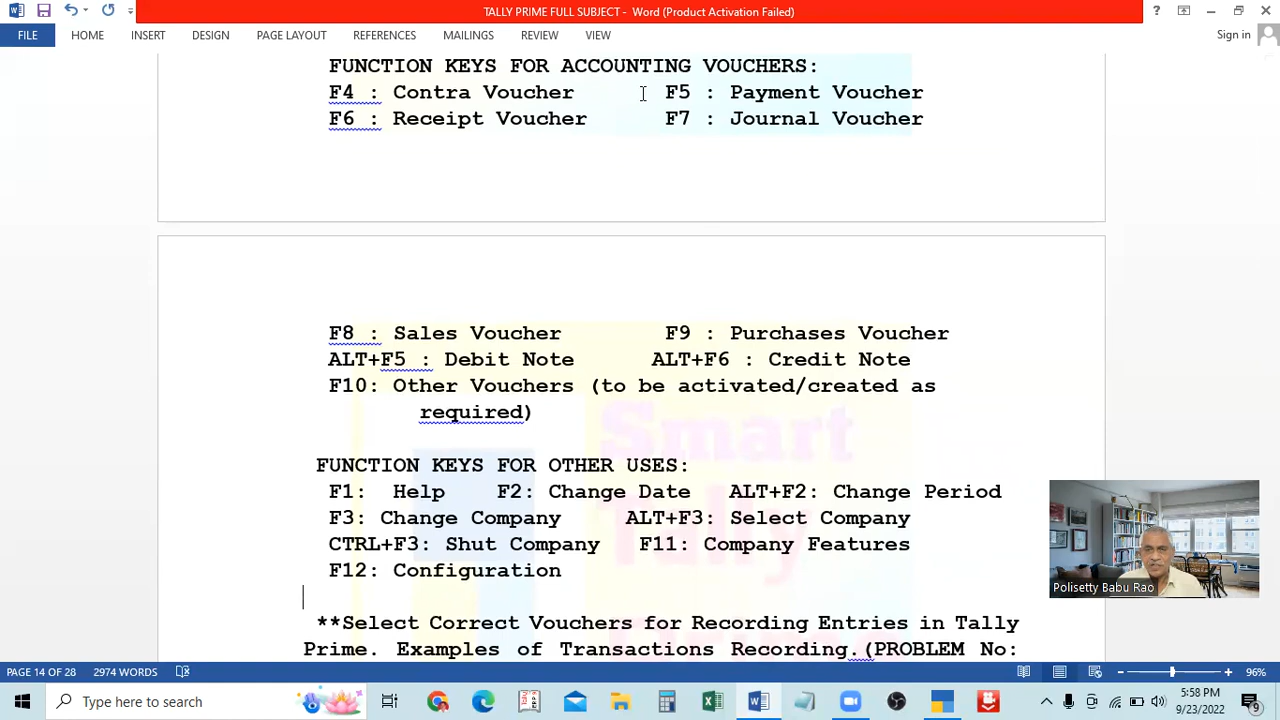 TALLY PRIME FULL SUBJECT - Word (Product Activation Failed)
FILE HOME INSERT DESIGN PAGE LAYOUT REFERENCES MAILINGS REVIEW VIEW Sign in
FUNCTION KEYS FOR ACCOUNTING VOUCHERS:
F4 : Contra Voucher F5 : Payment Voucher
F6 : Receipt Voucher F7 : Journal Voucher
F8 : Sales Voucher F9 : Purchases Voucher
ALT+F5 : Debit Note ALT+F6 : Credit Note
F10: Other Vouchers (to be activated/created as
required)
Smart
Tally
FUNCTION KEYS FOR OTHER USES:
F1: Help F2: Change Date ALT+F2: Change Period
F3: Change Company ALT+F3: Select Company
CTRL+F3: Shut Company F11: Company Features
F12: Configuration
Polisetty Babu Rao
**Select Correct Vouchers for Recording Entries in Tally
Prime. Examples of Transactions Recording.(PROBLEM No:
PAGE 14 OF 28 2974 WORDS 96%
Type here to search
5:58 PM
9/23/2022
9